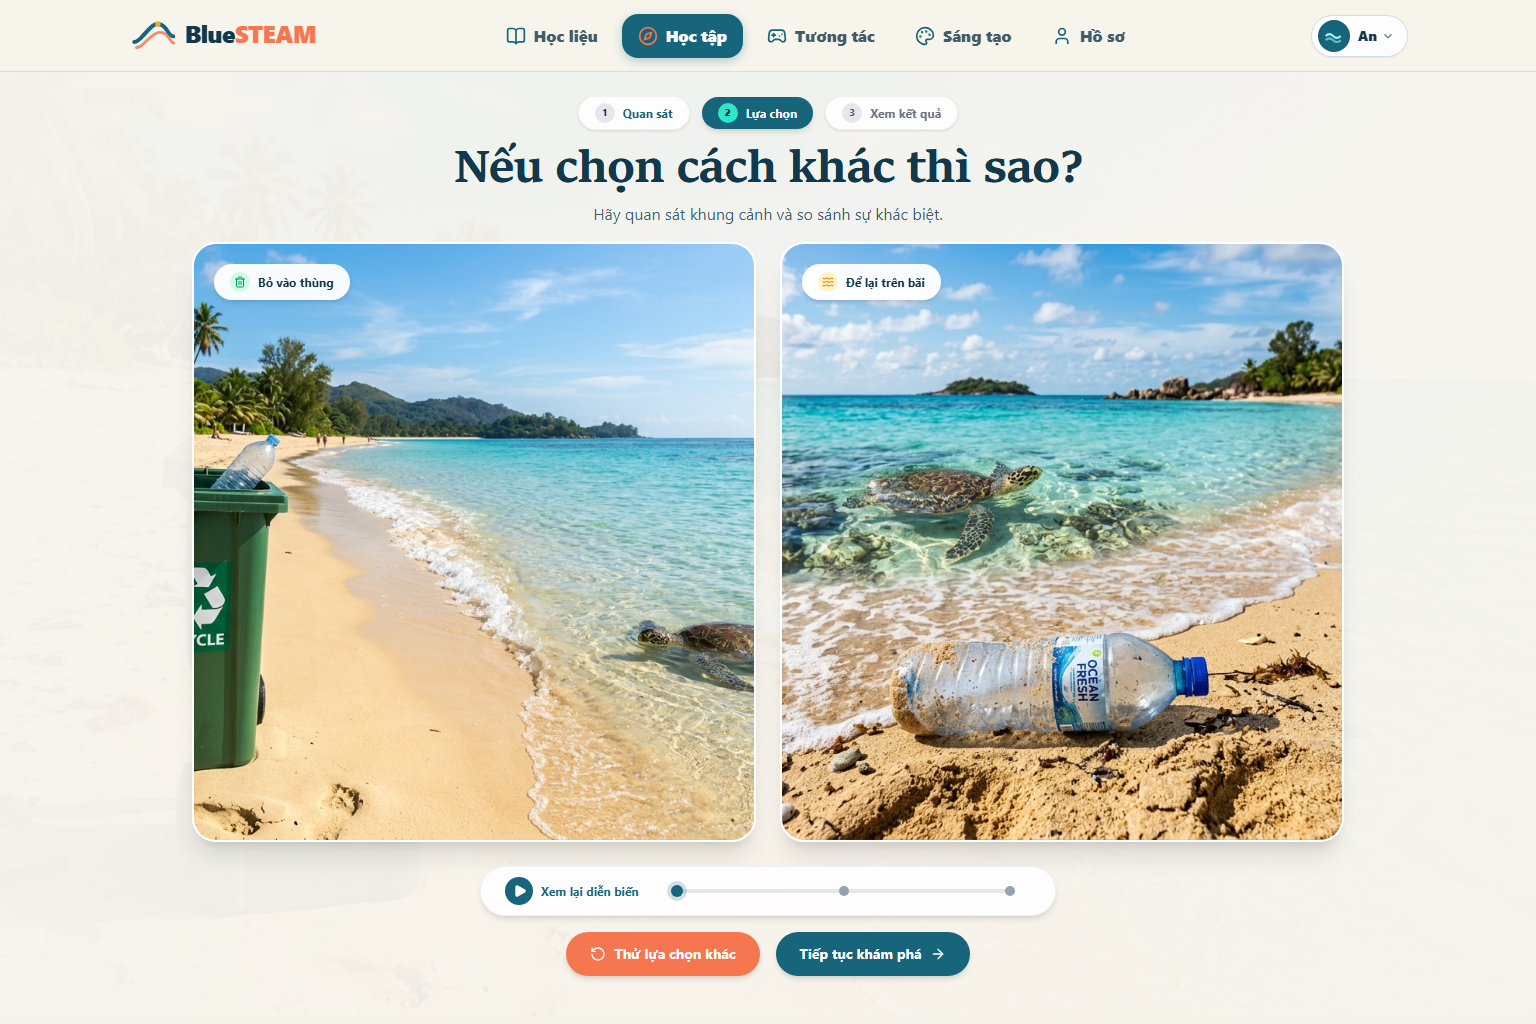 BlueSTEAM
Học liệu
Học tập
Tương tác
Sáng tạo
Hồ sơ
An
1 Quan sát
2 Lựa chọn
3 Xem kết quả
Nếu chọn cách khác thì sao?
Hãy quan sát khung cảnh và so sánh sự khác biệt.
Bỏ vào thùng
Để lại trên bãi
YCLE
OCEAN
FRESH
Xem lại diễn biến
Thử lựa chọn khác
Tiếp tục khám phá